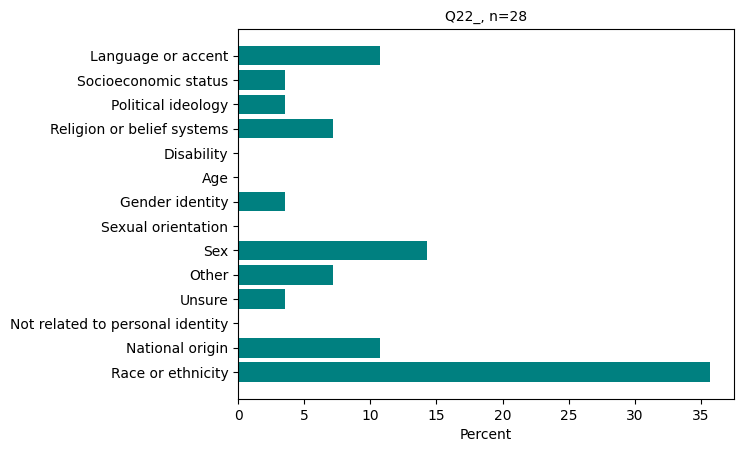 Q22_, n=28
Language or accent
Socioeconomic status
Political ideology
Religion or belief systems
Disability
Age
Gender identity
Sexual orientation
Sex
Other
Unsure
Not related to personal identity
National origin
Race or ethnicity
0 5 10 15 20 25 30 35
Percent